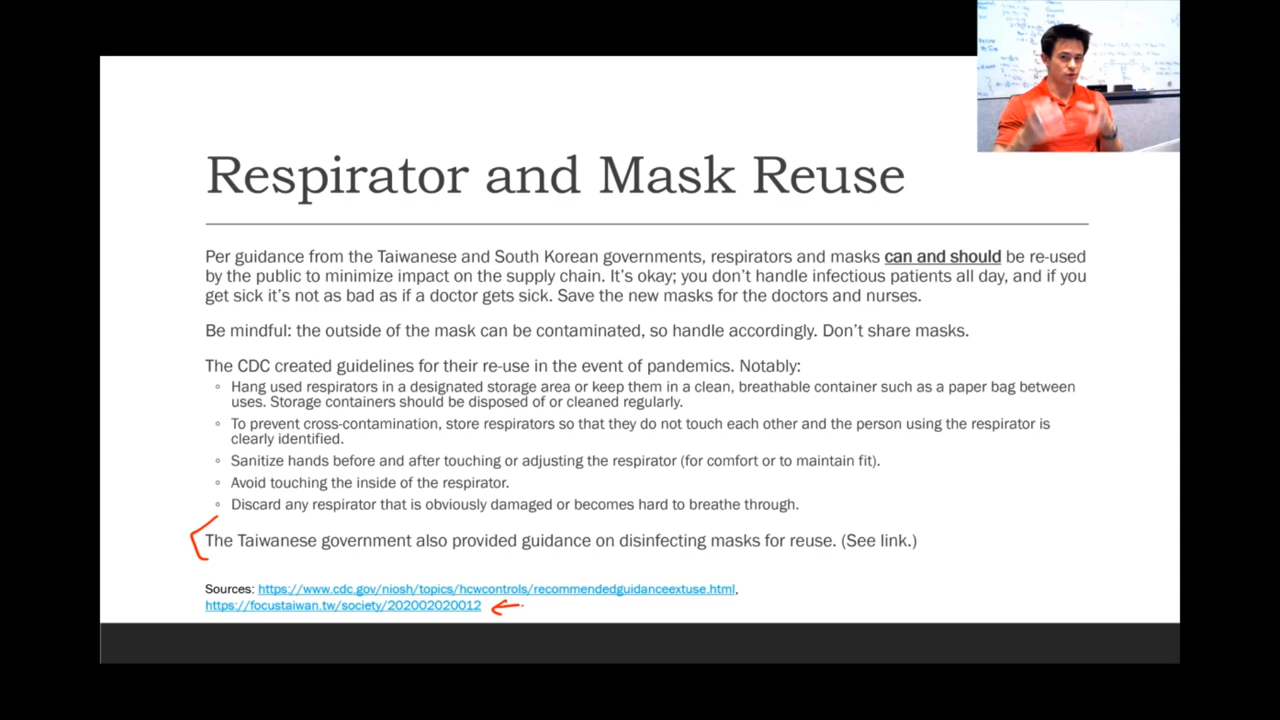 Respirator and Mask Reuse
Per guidance from the Taiwanese and South Korean governments, respirators and masks can and should be re-used
by the public to minimize impact on the supply chain. It’s okay; you don’t handle infectious patients all day, and if you
get sick it’s not as bad as if a doctor gets sick. Save the new masks for the doctors and nurses.
Be mindful: the outside of the mask can be contaminated, so handle accordingly. Don’t share masks.
The CDC created guidelines for their re-use in the event of pandemics. Notably:
◦ Hang used respirators in a designated storage area or keep them in a clean, breathable container such as a paper bag between
uses. Storage containers should be disposed of or cleaned regularly.
◦ To prevent cross-contamination, store respirators so that they do not touch each other and the person using the respirator is
clearly identified.
◦ Sanitize hands before and after touching or adjusting the respirator (for comfort or to maintain fit).
◦ Avoid touching the inside of the respirator.
◦ Discard any respirator that is obviously damaged or becomes hard to breathe through.
The Taiwanese government also provided guidance on disinfecting masks for reuse. (See link.)
Sources: https://www.cdc.gov/niosh/topics/hcwcontrols/recommendedguidanceextuse.html,
https://focustaiwan.tw/society/202002020012